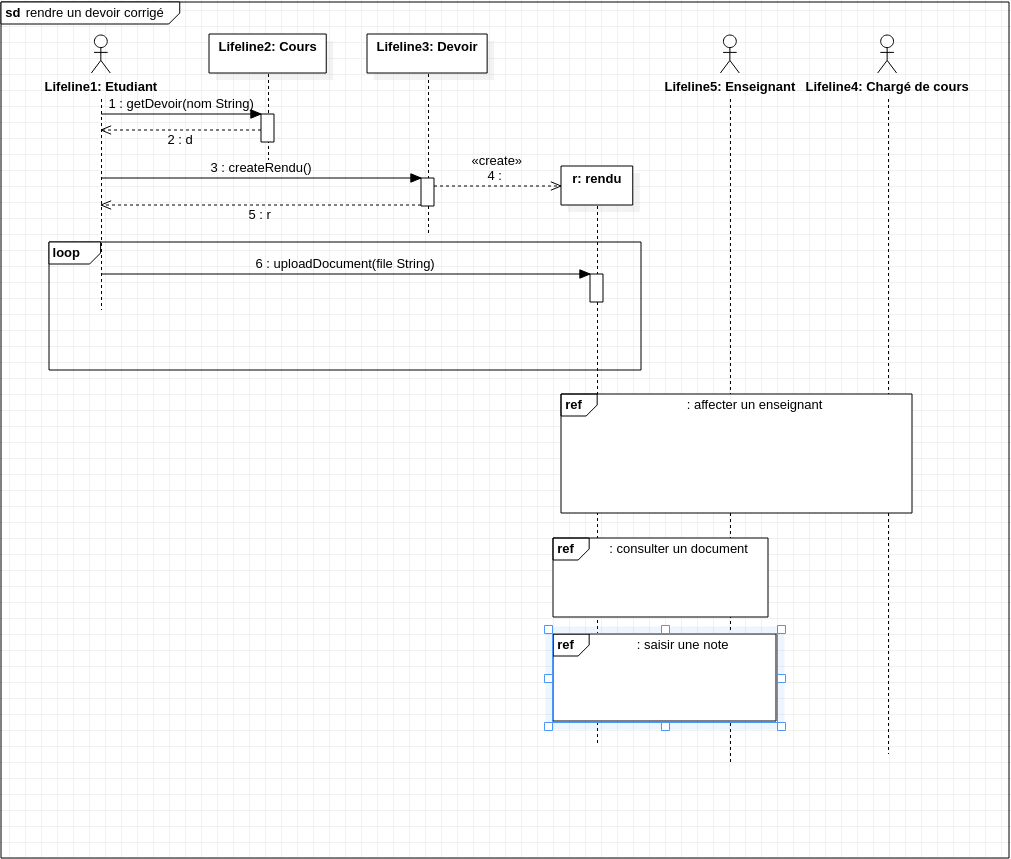 sd rendre un devoir corrigé
Lifeline2: Cours
Lifeline3: Devoir
Lifeline1: Etudiant
Lifeline5: Enseignant
Lifeline4: Chargé de cours
1 : getDevoir(nom String)
2 : d
3 : createRendu()
«create»
4 :
r: rendu
5 : r
loop
6 : uploadDocument(file String)
ref : affecter un enseignant
ref : consulter un document
ref : saisir une note